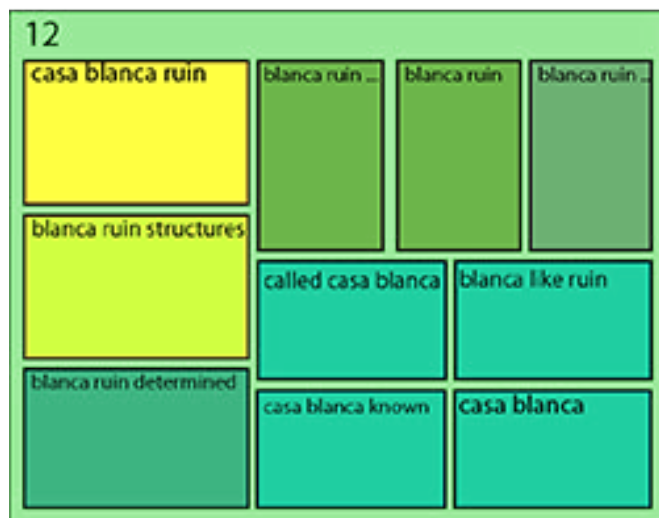 12
casa blanca ruin
blanca ruin ...
blanca ruin
blanca ruin ...
blanca ruin structures
called casa blanca
blanca like ruin
blanca ruin determined
casa blanca known
casa blanca